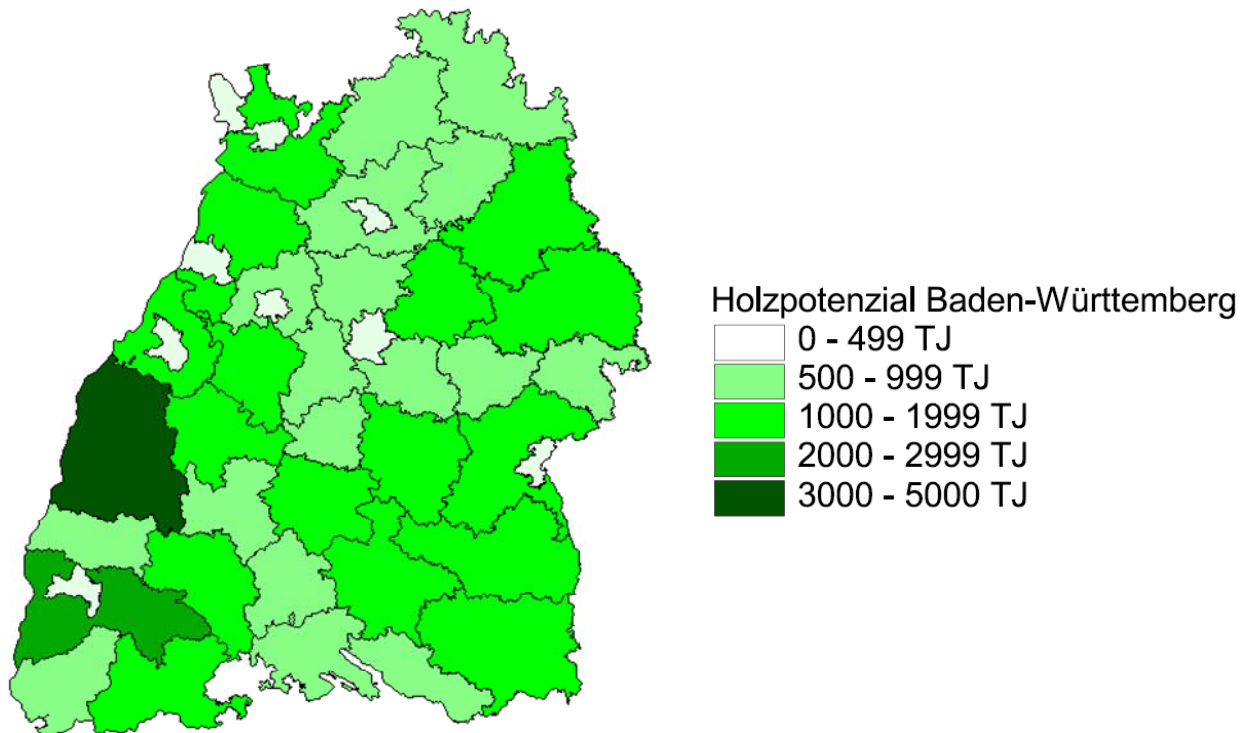 Holzpotenzial Baden-Württemberg
0 - 499 TJ
500 - 999 TJ
1000 - 1999 TJ
2000 - 2999 TJ
3000 - 5000 TJ